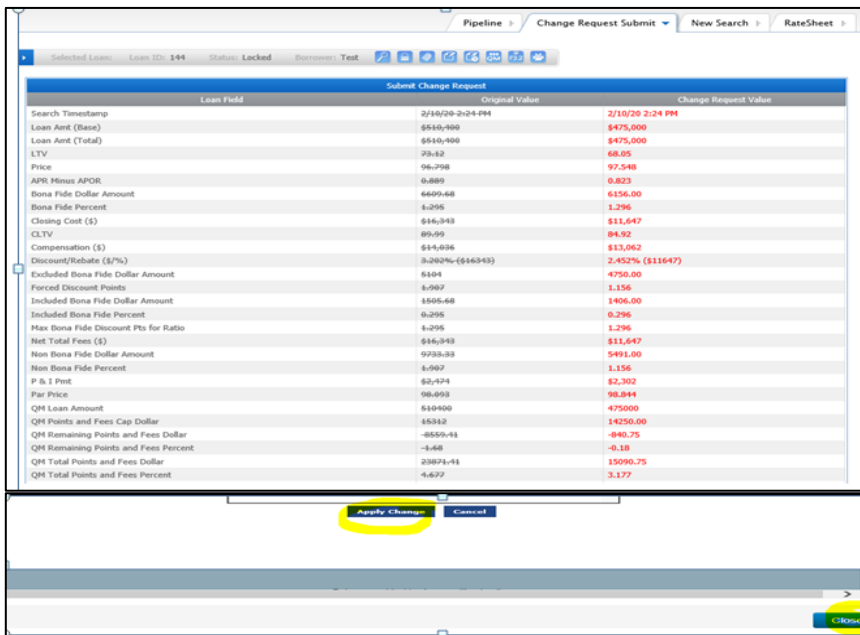 Pipeline Change Request Submit New Search RateSheet
Selected Loan: Loan ID: 144 Status: Locked Borrower: Test
Submit Change Request
Loan Field Original Value Change Request Value
Search Timestamp 2/10/20 2:24 PM 2/10/20 2:24 PM
Loan Amt (Base) $510,400 $475,000
Loan Amt (Total) $510,400 $475,000
LTV 73.12 68.05
Price 96.798 97.548
APR Minus APOR 0.889 0.823
Bona Fide Dollar Amount 6609.68 6156.00
Bona Fide Percent 1.295 1.296
Closing Cost ($) $16,343 $11,647
CLTV 89.99 84.92
Compensation ($) $14,036 $13,062
Discount/Rebate ($/%) 3.202% ($16343) 2.452% ($11647)
Excluded Bona Fide Dollar Amount 5104 4750.00
Forced Discount Points 1.907 1.156
Included Bona Fide Dollar Amount 1505.68 1406.00
Included Bona Fide Percent 0.295 0.296
Max Bona Fide Discount Pts for Ratio 1.295 1.296
Net Total Fees ($) $16,343 $11,647
Non Bona Fide Dollar Amount 9733.33 5491.00
Non Bona Fide Percent 1.907 1.156
P & I Pmt $2,474 $2,302
Par Price 98.093 98.844
QM Loan Amount 510400 475000
QM Points and Fees Cap Dollar 15312 14250.00
QM Remaining Points and Fees Dollar -8559.41 -840.75
QM Remaining Points and Fees Percent -1.68 -0.18
QM Total Points and Fees Dollar 23871.41 15090.75
QM Total Points and Fees Percent 4.677 3.177
Apply Change Cancel
Close